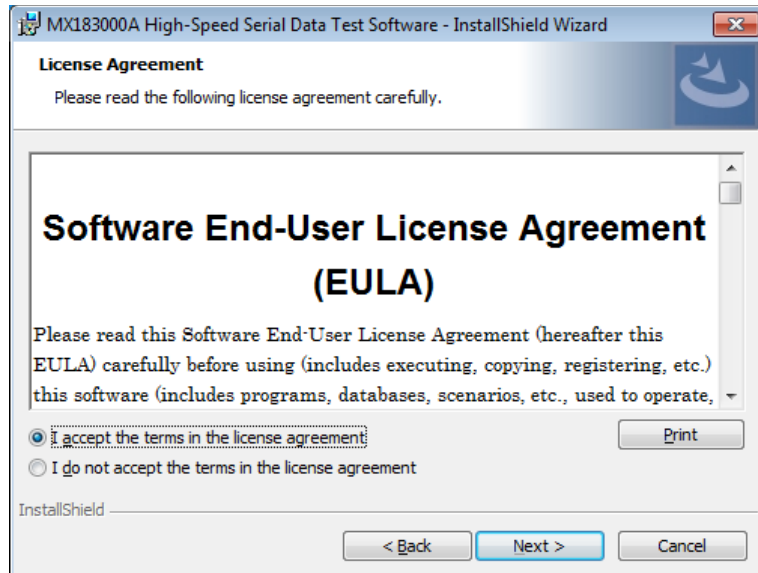 MX183000A High-Speed Serial Data Test Software - InstallShield Wizard
License Agreement
Please read the following license agreement carefully.
Software End-User License Agreement
(EULA)
Please read this Software End-User License Agreement (hereafter this
EULA) carefully before using (includes executing, copying, registering, etc.)
this software (includes programs, databases, scenarios, etc., used to operate,
I accept the terms in the license agreement
Print
I do not accept the terms in the license agreement
InstallShield
< Back
Next >
Cancel